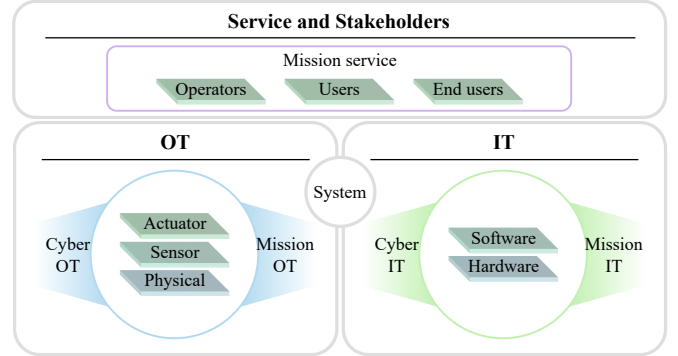 Service and Stakeholders
Mission service
Operators
Users
End users
OT
IT
System
Cyber
OT
Actuator
Sensor
Physical
Mission
OT
Cyber
IT
Software
Hardware
Mission
IT